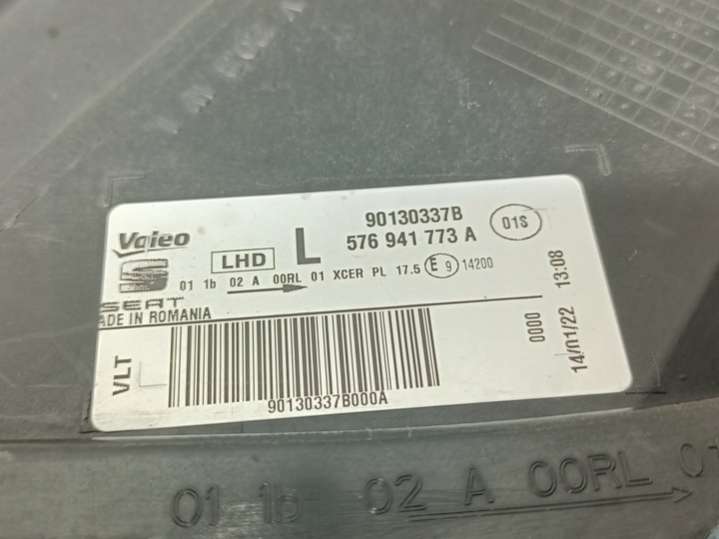 Valeo
LHD
L
90130337B
576 941 773 A
01S
SEAT
01 1b 02 A 00RL 01 XCER PL 17.5 E 9 14200
ADE IN ROMANIA
VLT
90130337B000A
0000
14/01/22 13:08
01 1b 02 A 00RL 01